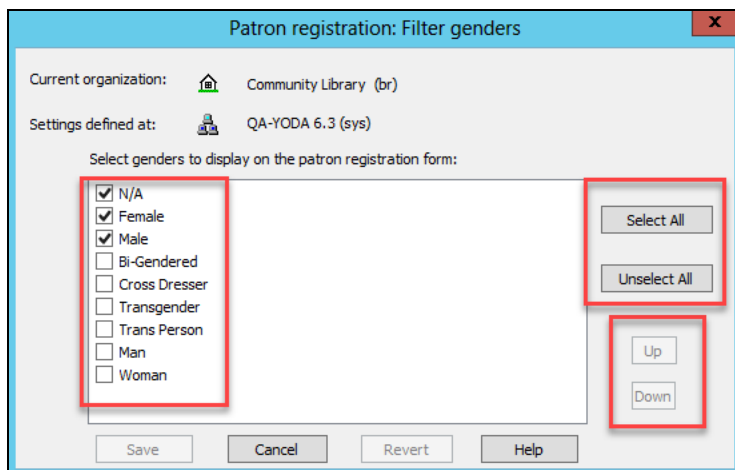 Patron registration: Filter genders
x
Current organization: Community Library (br)
Settings defined at: QA-YODA 6.3 (sys)
Select genders to display on the patron registration form:
N/A
Female
Male
Bi-Gendered
Cross Dresser
Transgender
Trans Person
Man
Woman
Select All
Unselect All
Up
Down
Save Cancel Revert Help